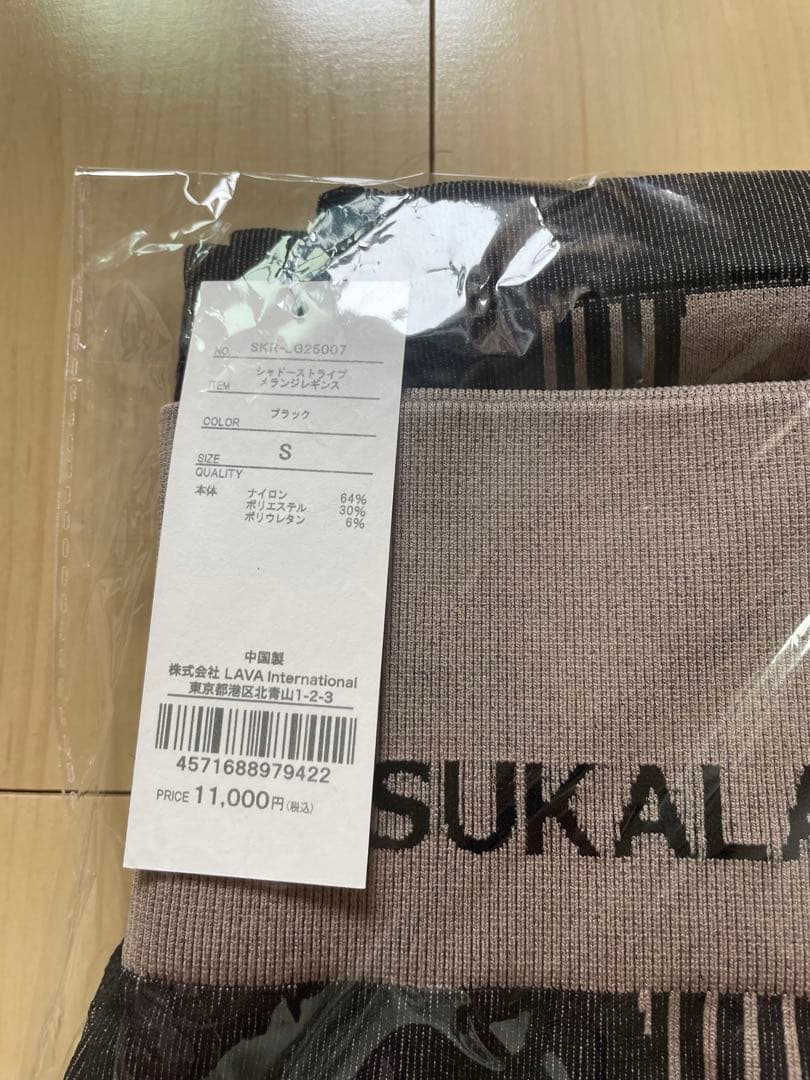 NO. SKR-LG25007
シャドーストライプ
ITEM メランジレギンス
COLOR ブラック
SIZE S
QUALITY
本体 ナイロン 64%
ポリエステル 30%
ポリウレタン 6%
中国製
株式会社 LAVA International
東京都港区北青山1-2-3
4571688979422
PRICE 11,000円(税込)
SUKALA